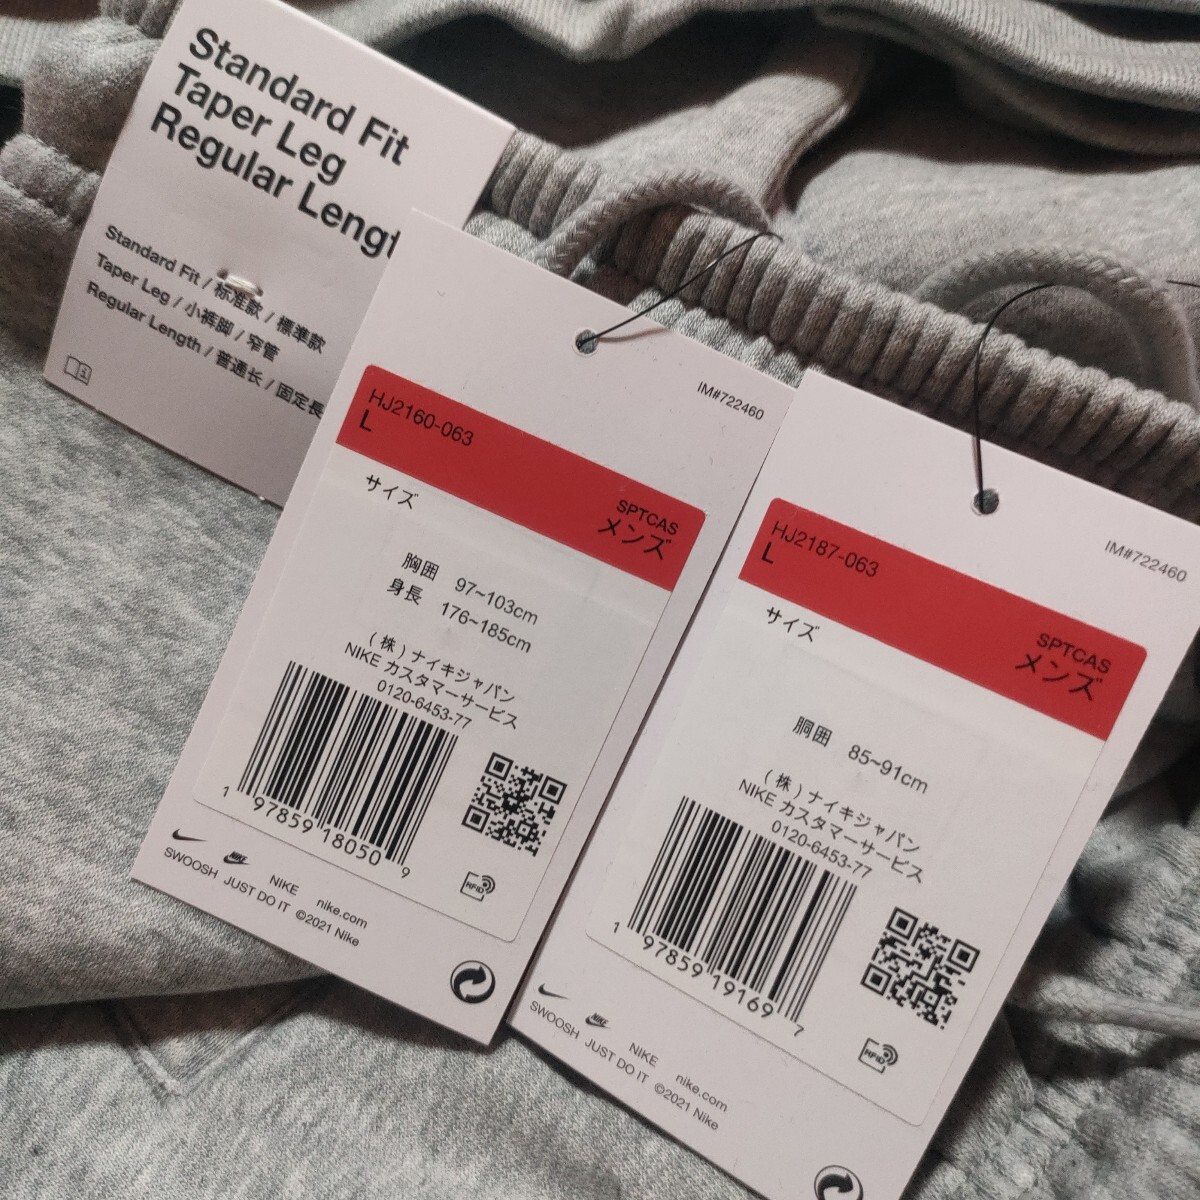 Standard Fit
Taper Leg
Regular Lengt
Standard Fit / 标准款 / 標準款
Taper Leg / 小裤脚 / 窄管
Regular Length / 普通长 / 固定長
IM#722460
HJ2160-063
L
SPTCAS
メンズ
サイズ
胸囲 97~103cm
身長 176~185cm
(株)ナイキジャパン
NIKE カスタマーサービス
0120-6453-77
1 97859 18050 9
RFID
NIKE nike.com
SWOOSH JUST DO IT ©2021 Nike
IM#722460
HJ2187-063
L
SPTCAS
メンズ
サイズ
胴囲 85~91cm
(株)ナイキジャパン
NIKE カスタマーサービス
0120-6453-77
1 97859 19169 7
RFID
NIKE nike.com
SWOOSH JUST DO IT ©2021 Nike